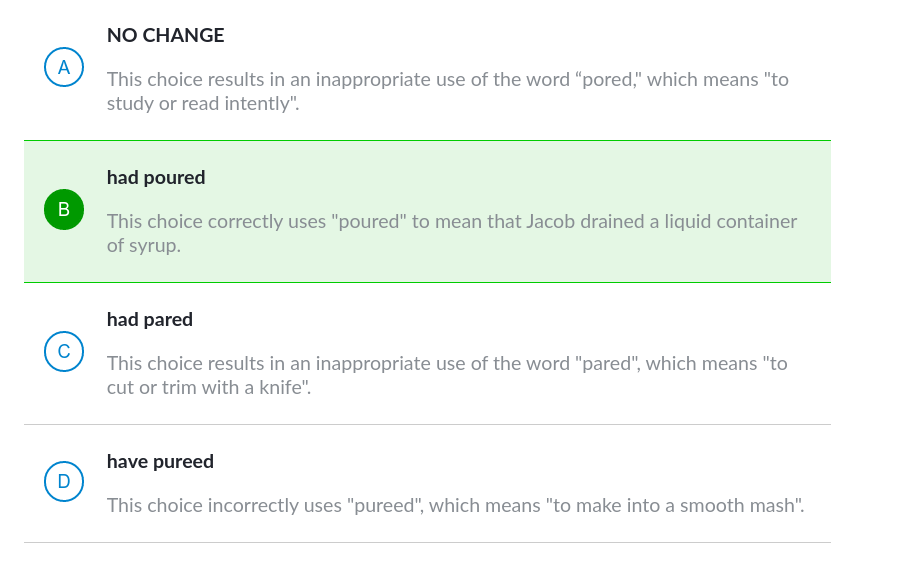 NO CHANGE
A
This choice results in an inappropriate use of the word “pored," which means "to
study or read intently".
had poured
B
This choice correctly uses "poured" to mean that Jacob drained a liquid container
of syrup.
had pared
C
This choice results in an inappropriate use of the word "pared", which means "to
cut or trim with a knife".
have pureed
D
This choice incorrectly uses "pureed", which means "to make into a smooth mash".